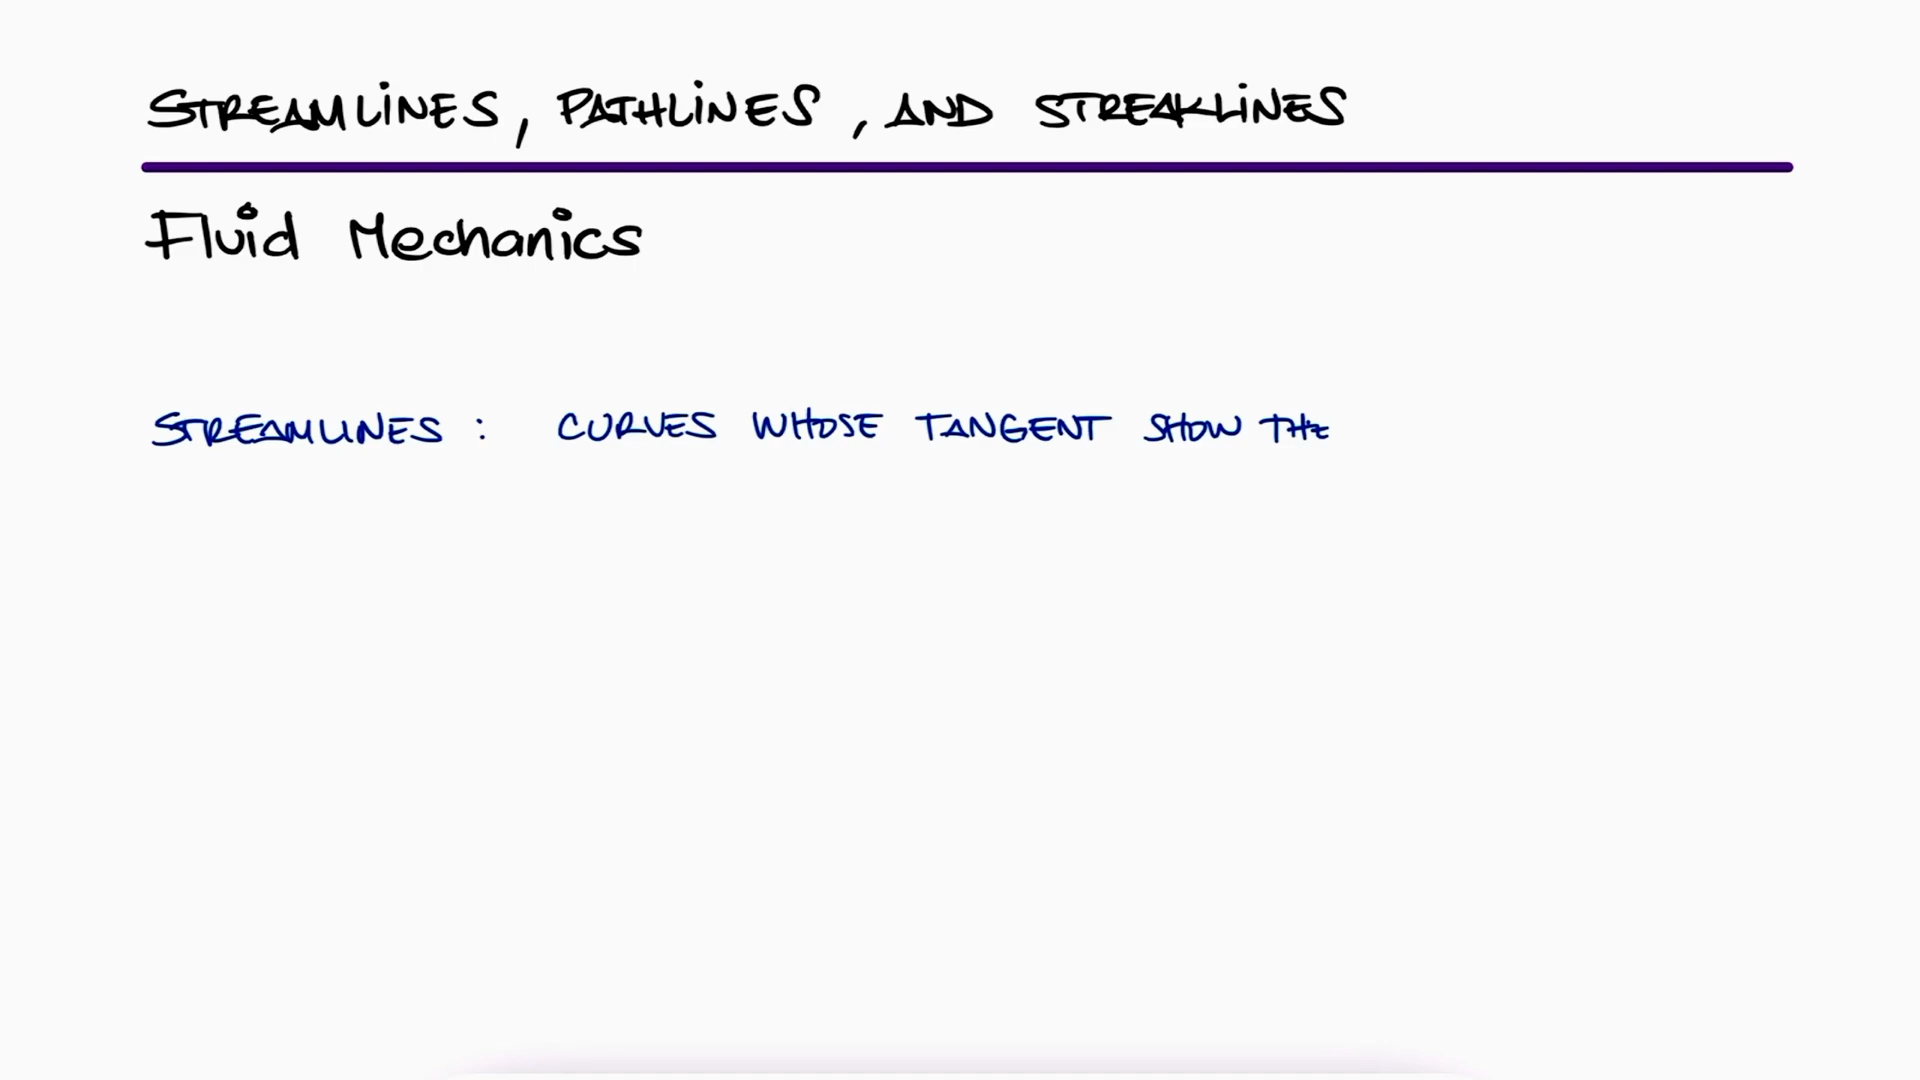 STREAMLINES, PATHLINES, AND STREAKLINES
Fluid Mechanics
STREAMLINES: CURVES WHOSE TANGENT SHOW THE